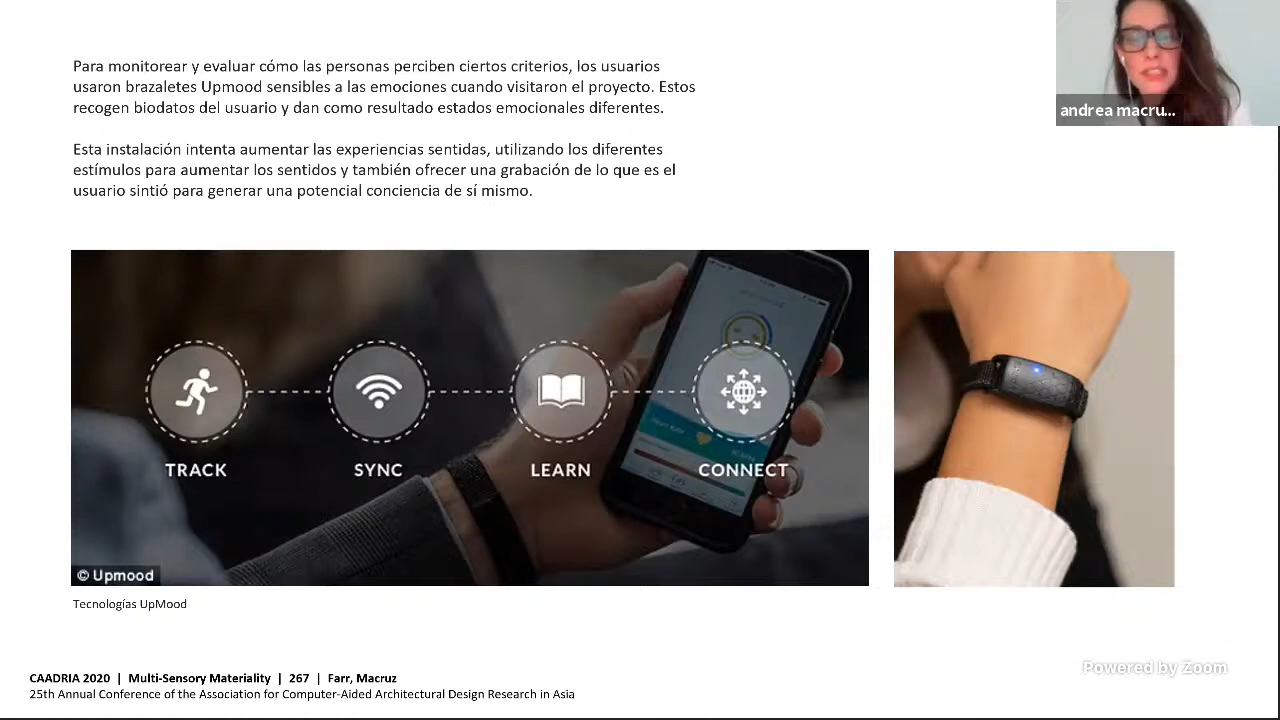 Para monitorear y evaluar cómo las personas perciben ciertos criterios, los usuarios
usaron brazaletes Upmood sensibles a las emociones cuando visitaron el proyecto. Estos
recogen biodatos del usuario y dan como resultado estados emocionales diferentes.
Esta instalación intenta aumentar las experiencias sentidas, utilizando los diferentes
estímulos para aumentar los sentidos y también ofrecer una grabación de lo que es el
usuario sintió para generar una potencial conciencia de sí mismo.
andrea macru...
Heart Rate
TRACK
SYNC
LEARN
CONNECT
© Upmood
Tecnologías UpMood
Powered by Zoom
CAADRIA 2020 | Multi-Sensory Materiality | 267 | Farr, Macruz
25th Annual Conference of the Association for Computer-Aided Architectural Design Research in Asia